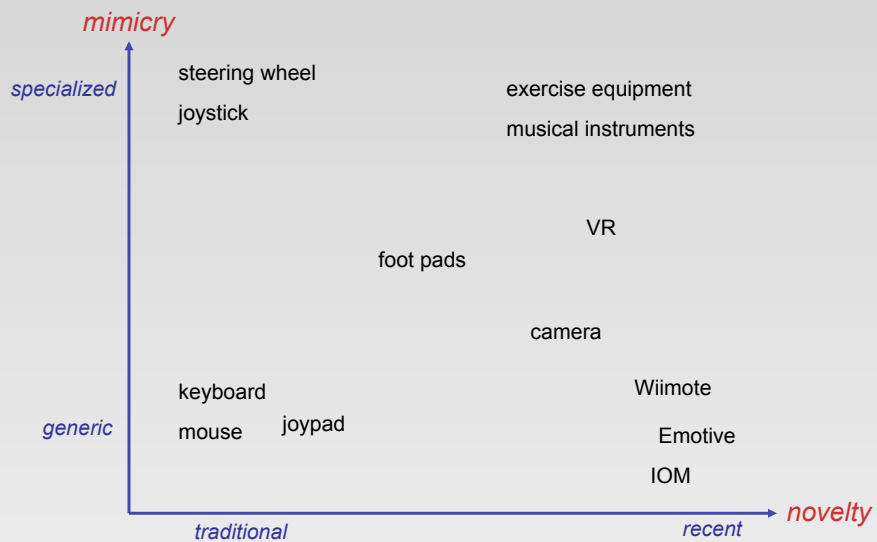 mimicry
specialized
steering wheel
joystick
exercise equipment
musical instruments
VR
foot pads
camera
keyboard
Wiimote
generic
mouse
joypad
Emotive
IOM
novelty
traditional
recent